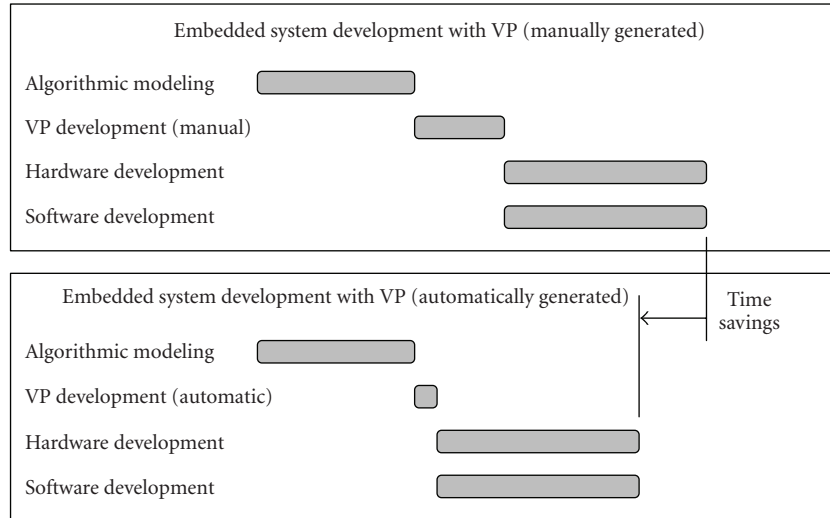 Embedded system development with VP (manually generated)
Algorithmic modeling
VP development (manual)
Hardware development
Software development
Embedded system development with VP (automatically generated)
Time
savings
Algorithmic modeling
VP development (automatic)
Hardware development
Software development